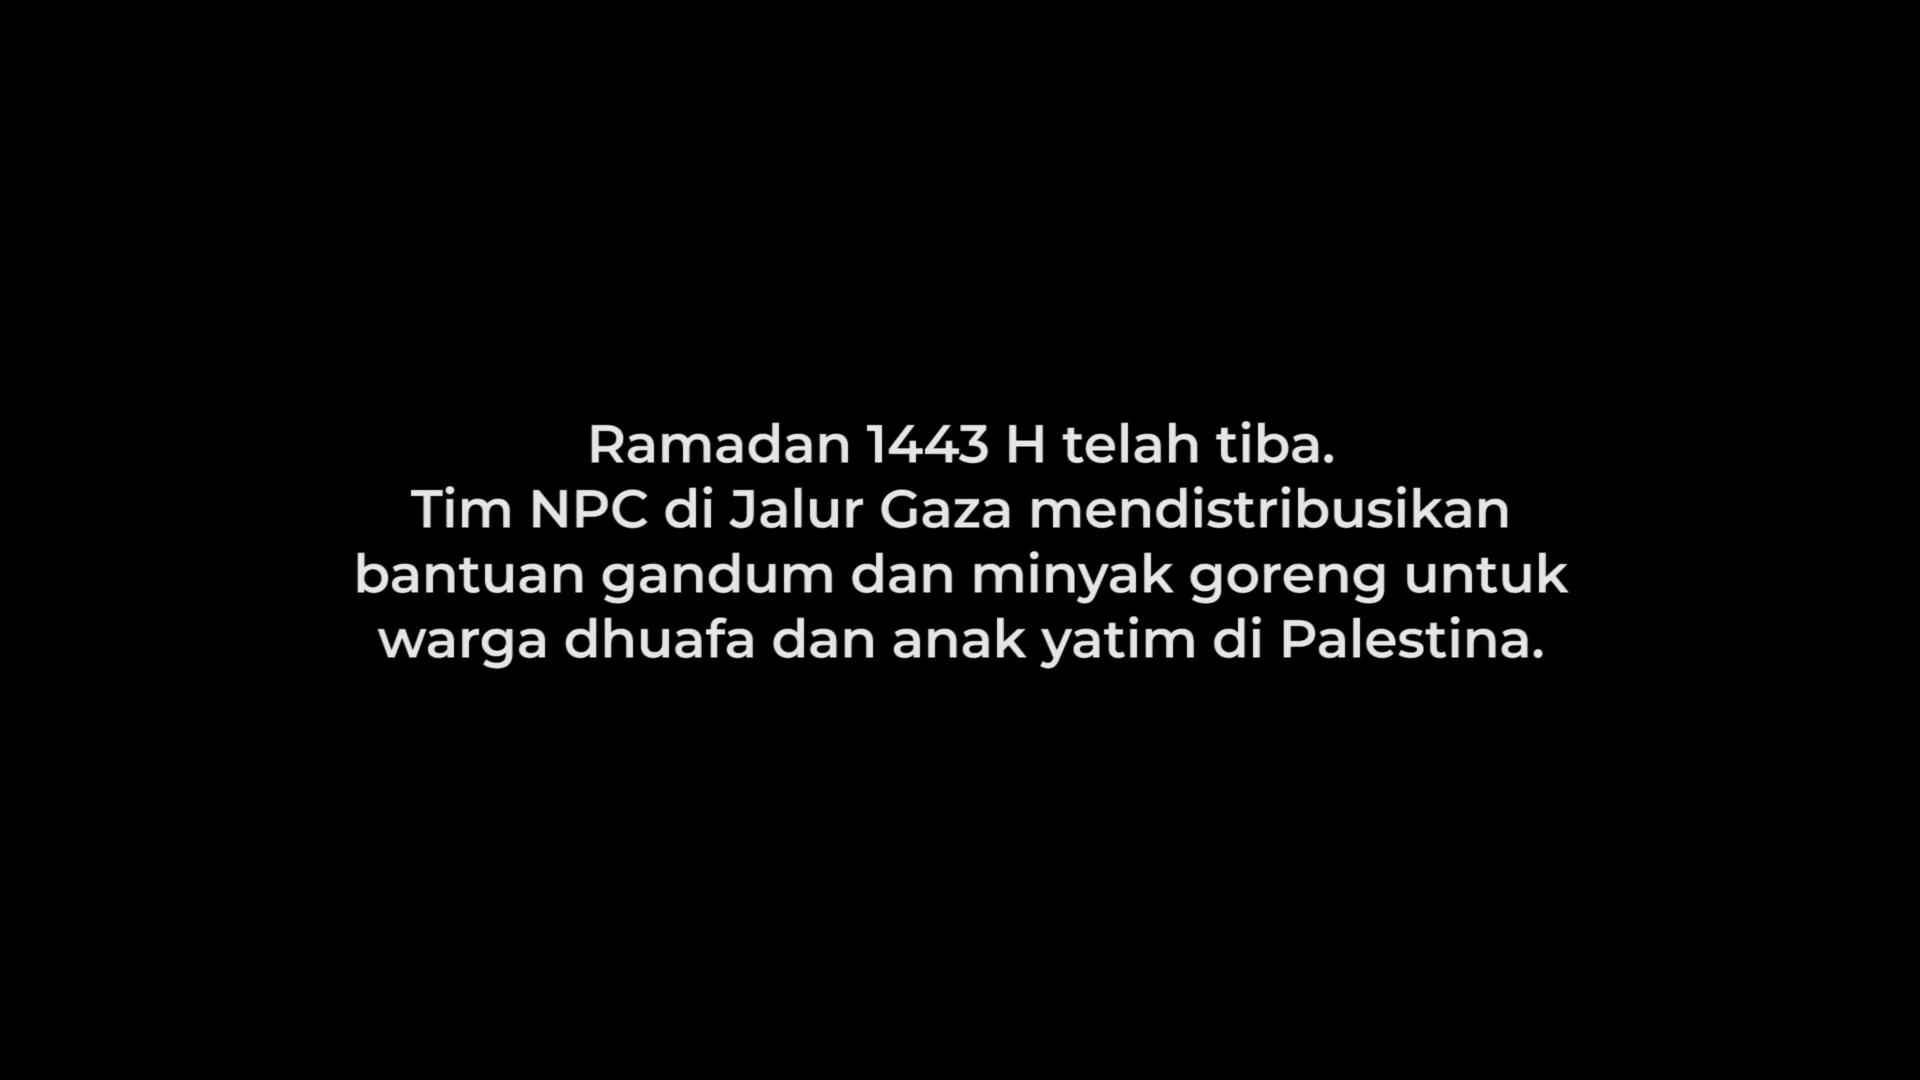 Ramadan 1443 H telah tiba.
Tim NPC di Jalur Gaza mendistribusikan
bantuan gandum dan minyak goreng untuk
warga dhuafa dan anak yatim di Palestina.